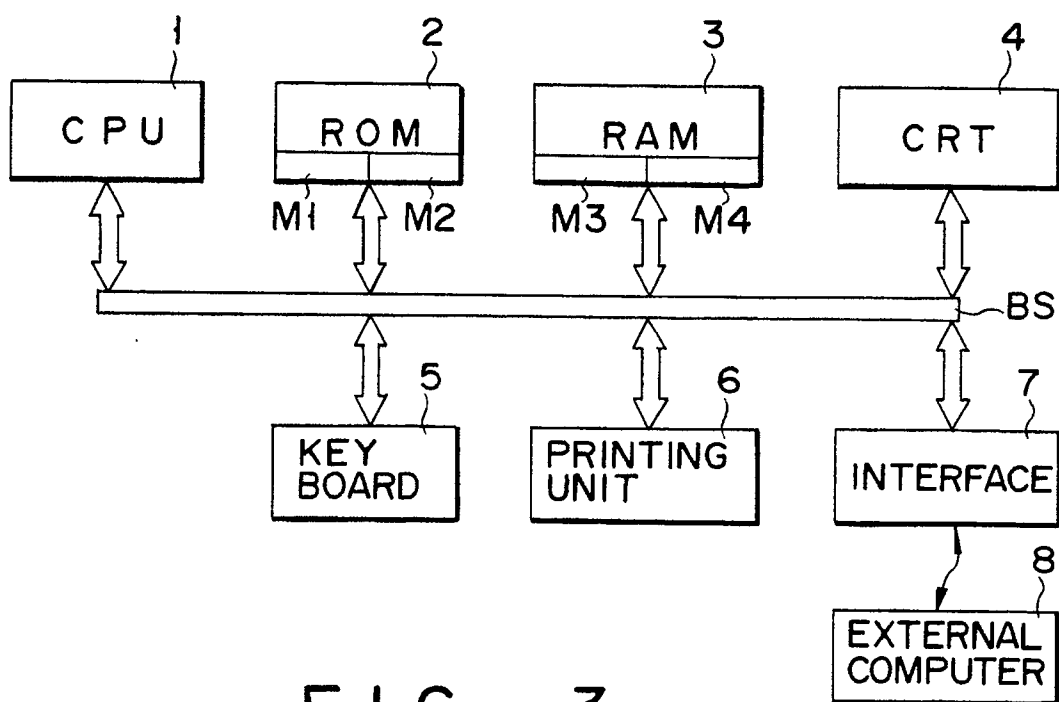 1
2
3
4
CPU
ROM
RAM
CRT
M1
M2
M3
M4
BS
5
6
7
KEY
BOARD
PRINTING
UNIT
INTERFACE
8
EXTERNAL
COMPUTER